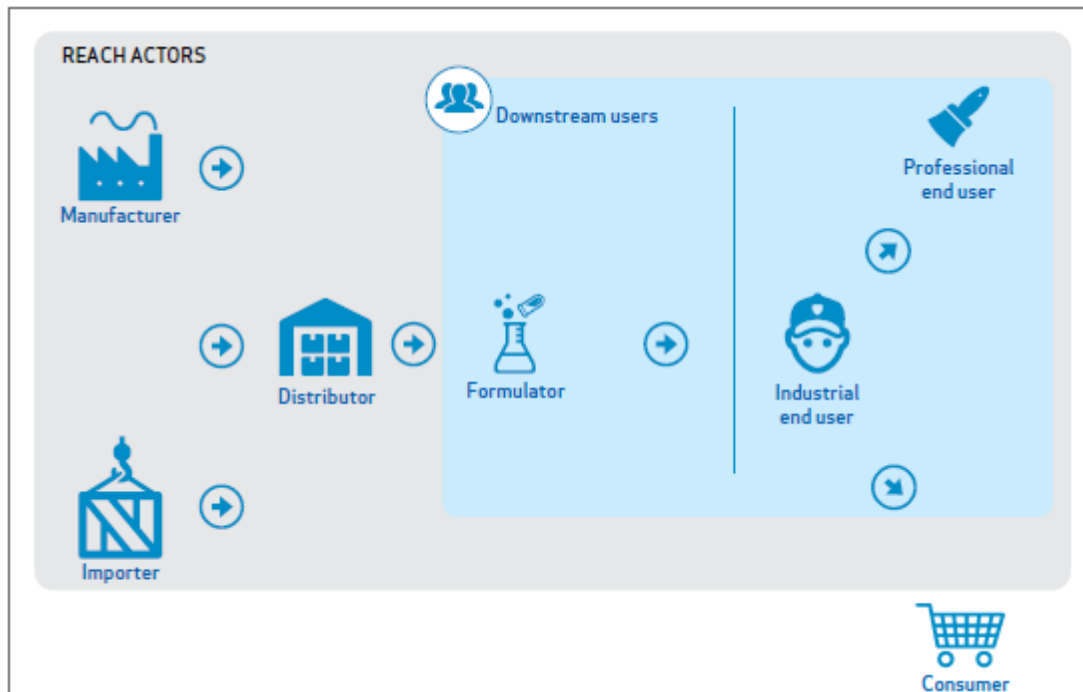 REACH ACTORS
Downstream users
Manufacturer
Professional
end user
Distributor
Formulator
Industrial
end user
Importer
Consumer